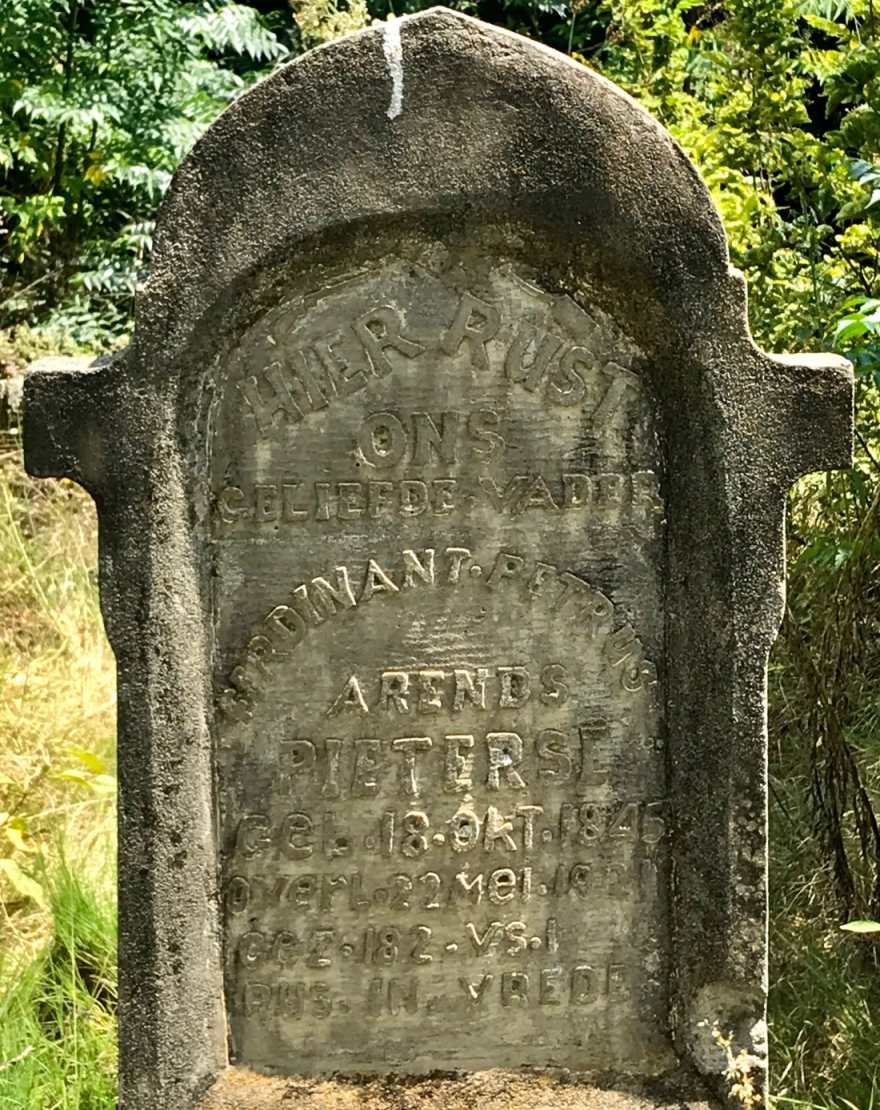 HIER RUST
ONS
GELIEFDE VADER
FERDINANT. PETRUS
ARENDS
PIETERSE
GEB. 18. OKT. 1845
OVERL. 22 MEI. 1921
GEZ. 182. VS. 1
RUS. IN. VREDE